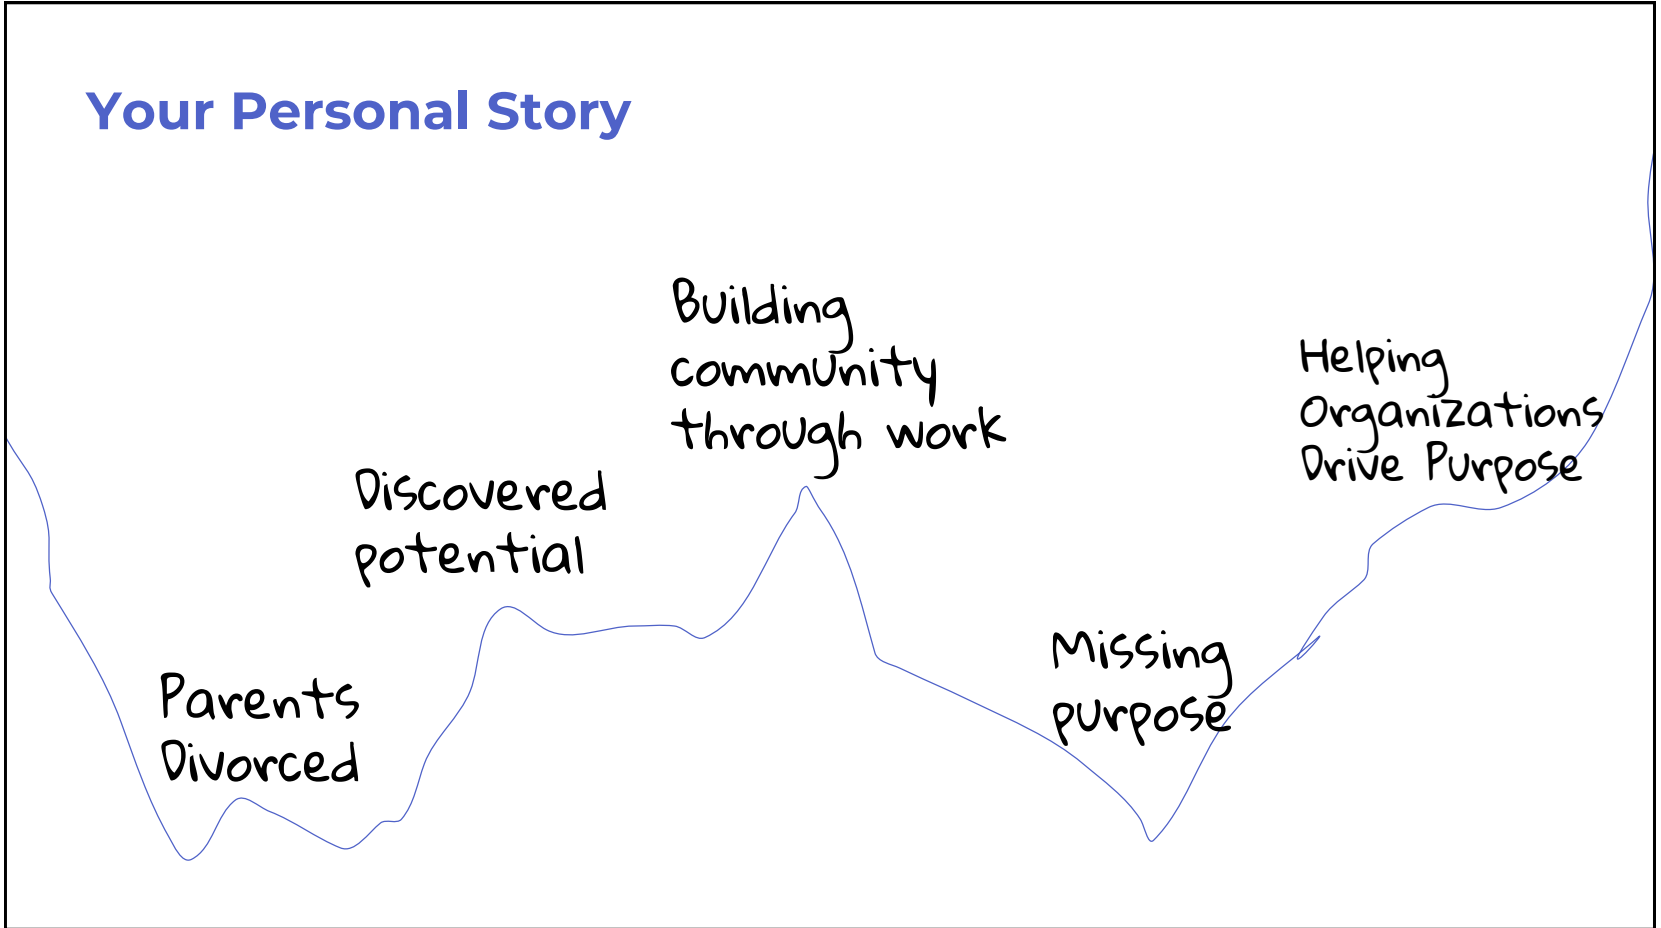 Your Personal Story
Building
community
through work
Helping
Organizations
Drive Purpose
Discovered
potential
Missing
purpose
Parents
Divorced